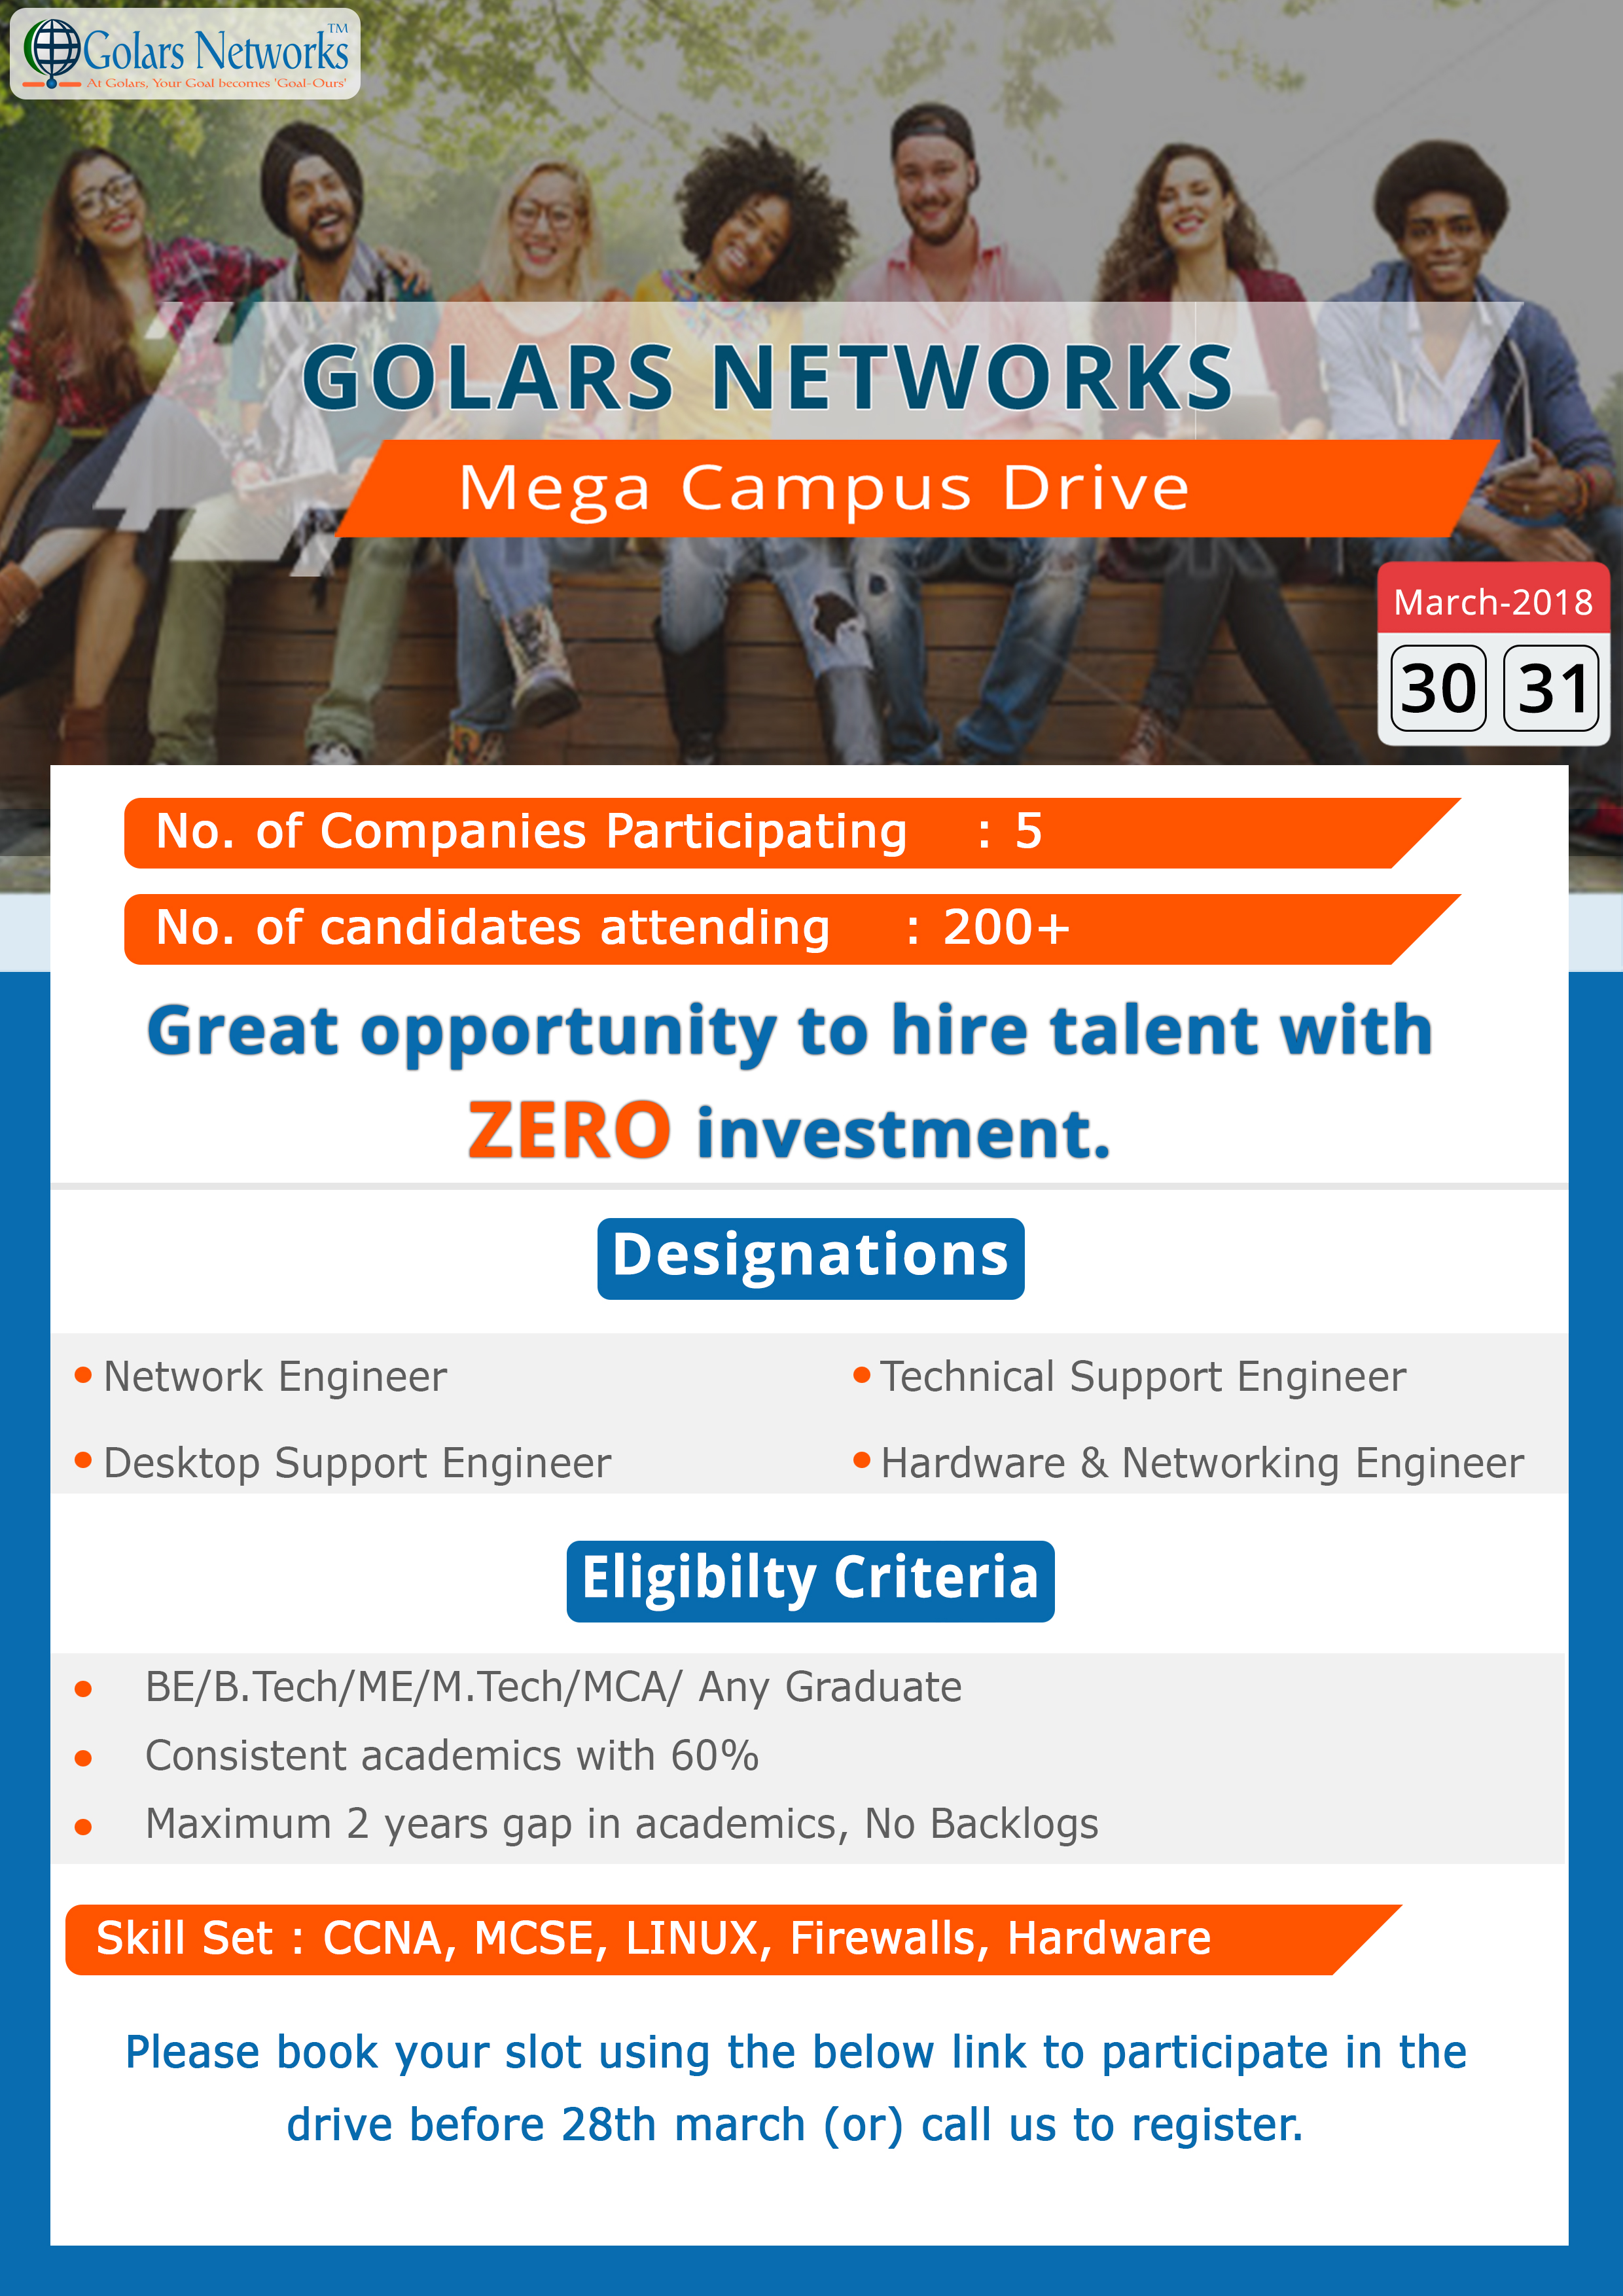 Golars Networks™
At Golars, Your Goal becomes 'Goal-Ours'
GOLARS NETWORKS
Mega Campus Drive
March-2018
30 31
No. of Companies Participating : 5
No. of candidates attending : 200+
Great opportunity to hire talent with
ZERO investment.
Designations
Network Engineer
Technical Support Engineer
Desktop Support Engineer
Hardware & Networking Engineer
Eligibilty Criteria
BE/B.Tech/ME/M.Tech/MCA/ Any Graduate
Consistent academics with 60%
Maximum 2 years gap in academics, No Backlogs
Skill Set : CCNA, MCSE, LINUX, Firewalls, Hardware
Please book your slot using the below link to participate in the
drive before 28th march (or) call us to register.